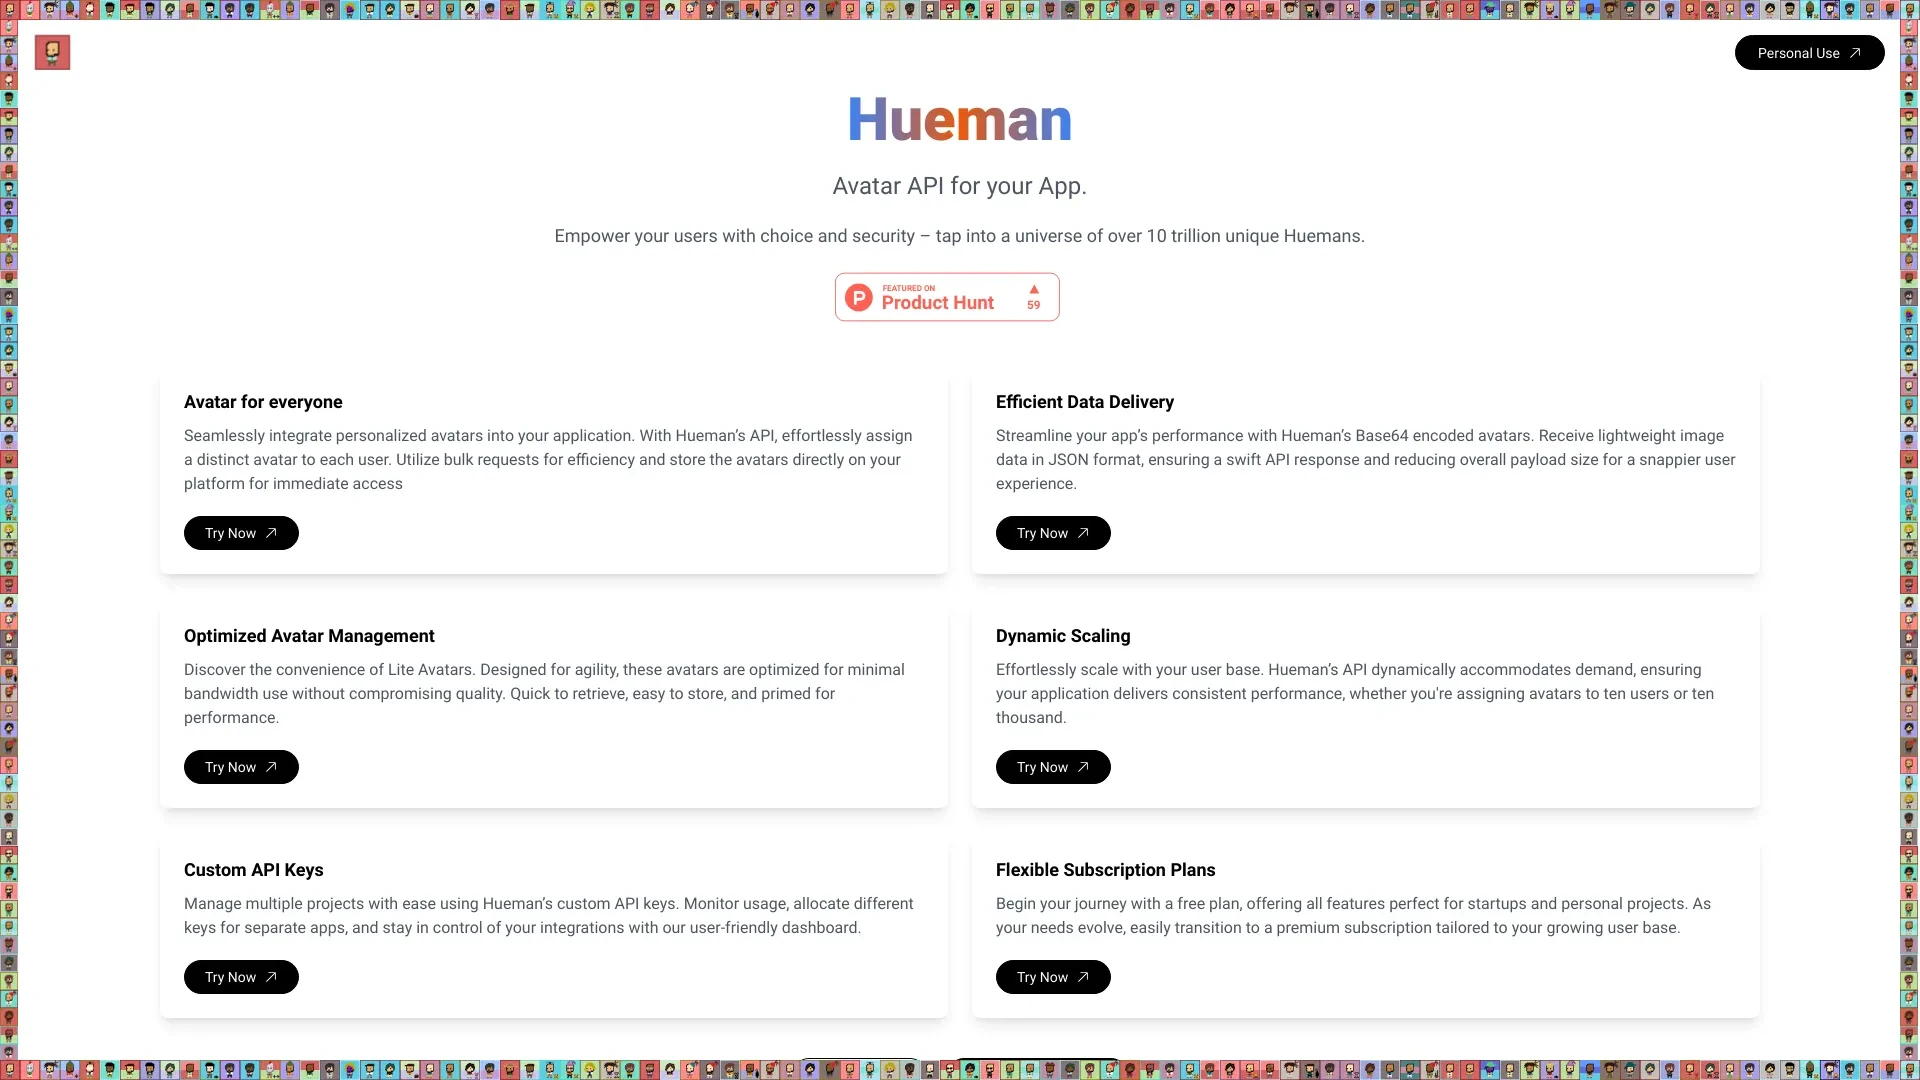 Personal Use
Hueman
Avatar API for your App.
Empower your users with choice and security – tap into a universe of over 10 trillion unique Huemans.
P
FEATURED ON
Product Hunt
59
Avatar for everyone
Seamlessly integrate personalized avatars into your application. With Hueman’s API, effortlessly assign
a distinct avatar to each user. Utilize bulk requests for efficiency and store the avatars directly on your
platform for immediate access
Try Now
Efficient Data Delivery
Streamline your app’s performance with Hueman’s Base64 encoded avatars. Receive lightweight image
data in JSON format, ensuring a swift API response and reducing overall payload size for a snappier user
experience.
Try Now
Optimized Avatar Management
Discover the convenience of Lite Avatars. Designed for agility, these avatars are optimized for minimal
bandwidth use without compromising quality. Quick to retrieve, easy to store, and primed for
performance.
Try Now
Dynamic Scaling
Effortlessly scale with your user base. Hueman’s API dynamically accommodates demand, ensuring
your application delivers consistent performance, whether you're assigning avatars to ten users or ten
thousand.
Try Now
Custom API Keys
Manage multiple projects with ease using Hueman’s custom API keys. Monitor usage, allocate different
keys for separate apps, and stay in control of your integrations with our user-friendly dashboard.
Try Now
Flexible Subscription Plans
Begin your journey with a free plan, offering all features perfect for startups and personal projects. As
your needs evolve, easily transition to a premium subscription tailored to your growing user base.
Try Now